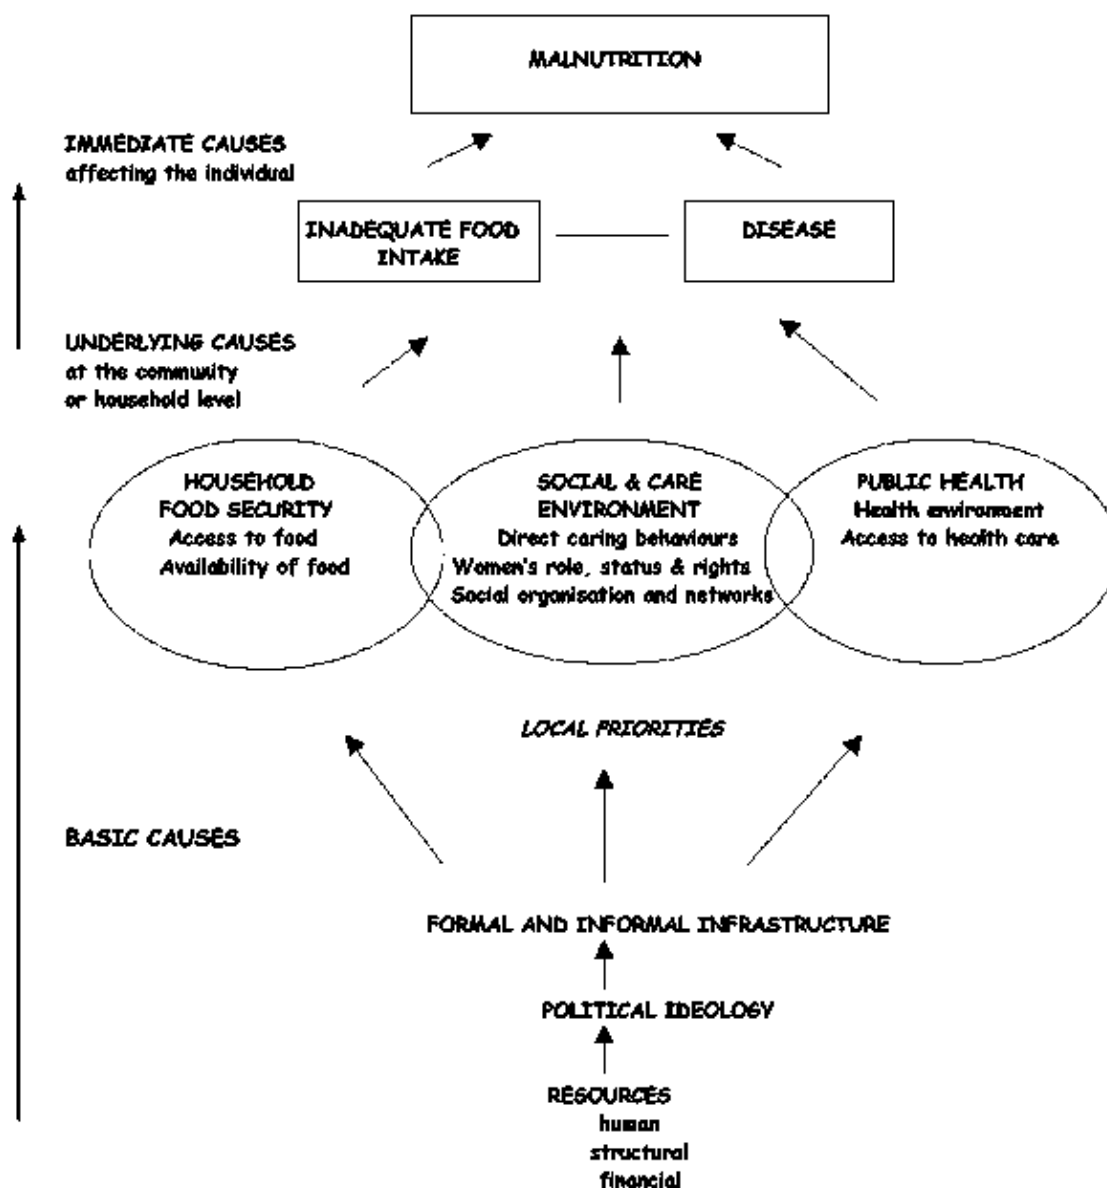 MALNUTRITION
IMMEDIATE CAUSES
affecting the individual
INADEQUATE FOOD
INTAKE
DISEASE
UNDERLYING CAUSES
at the community
or household level
HOUSEHOLD
FOOD SECURITY
Access to food
Availability of food
SOCIAL & CARE
ENVIRONMENT
Direct caring behaviours
Women's role, status & rights
Social organisation and networks
PUBLIC HEALTH
Health environment
Access to health care
LOCAL PRIORITIES
BASIC CAUSES
FORMAL AND INFORMAL INFRASTRUCTURE
POLITICAL IDEOLOGY
RESOURCES
human
structural
financial